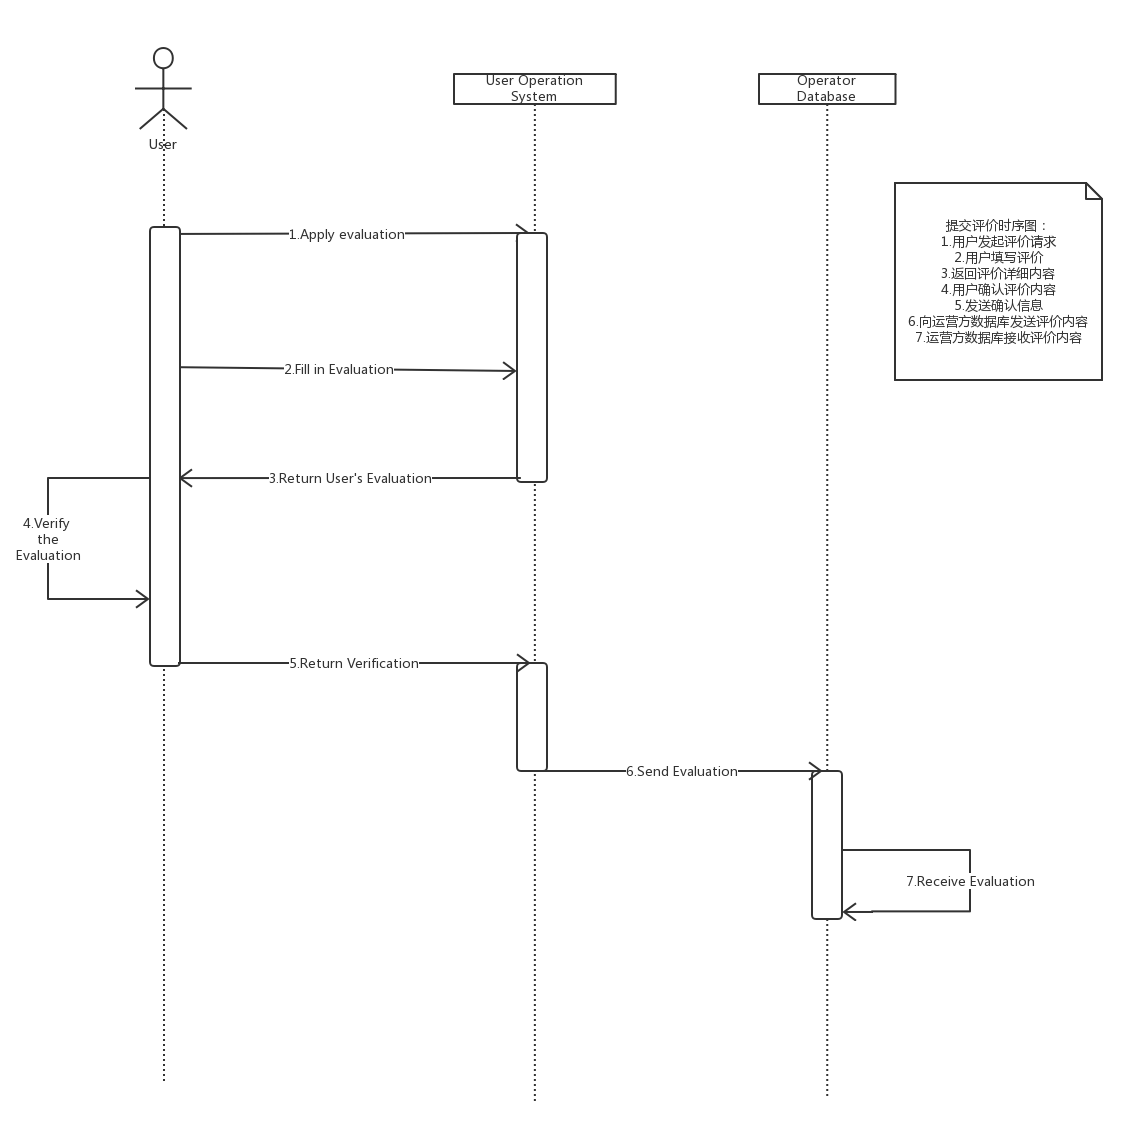 User Operation
System
Operator
Database
User
提交评价时序图：
1.用户发起评价请求
2.用户填写评价
3.返回评价详细内容
4.用户确认评价内容
5.发送确认信息
6.向运营方数据库发送评价内容
7.运营方数据库接收评价内容
1.Apply evaluation
2.Fill in Evaluation
3.Return User's Evaluation
4.Verify
the
Evaluation
5.Return Verification
6.Send Evaluation
7.Receive Evaluation